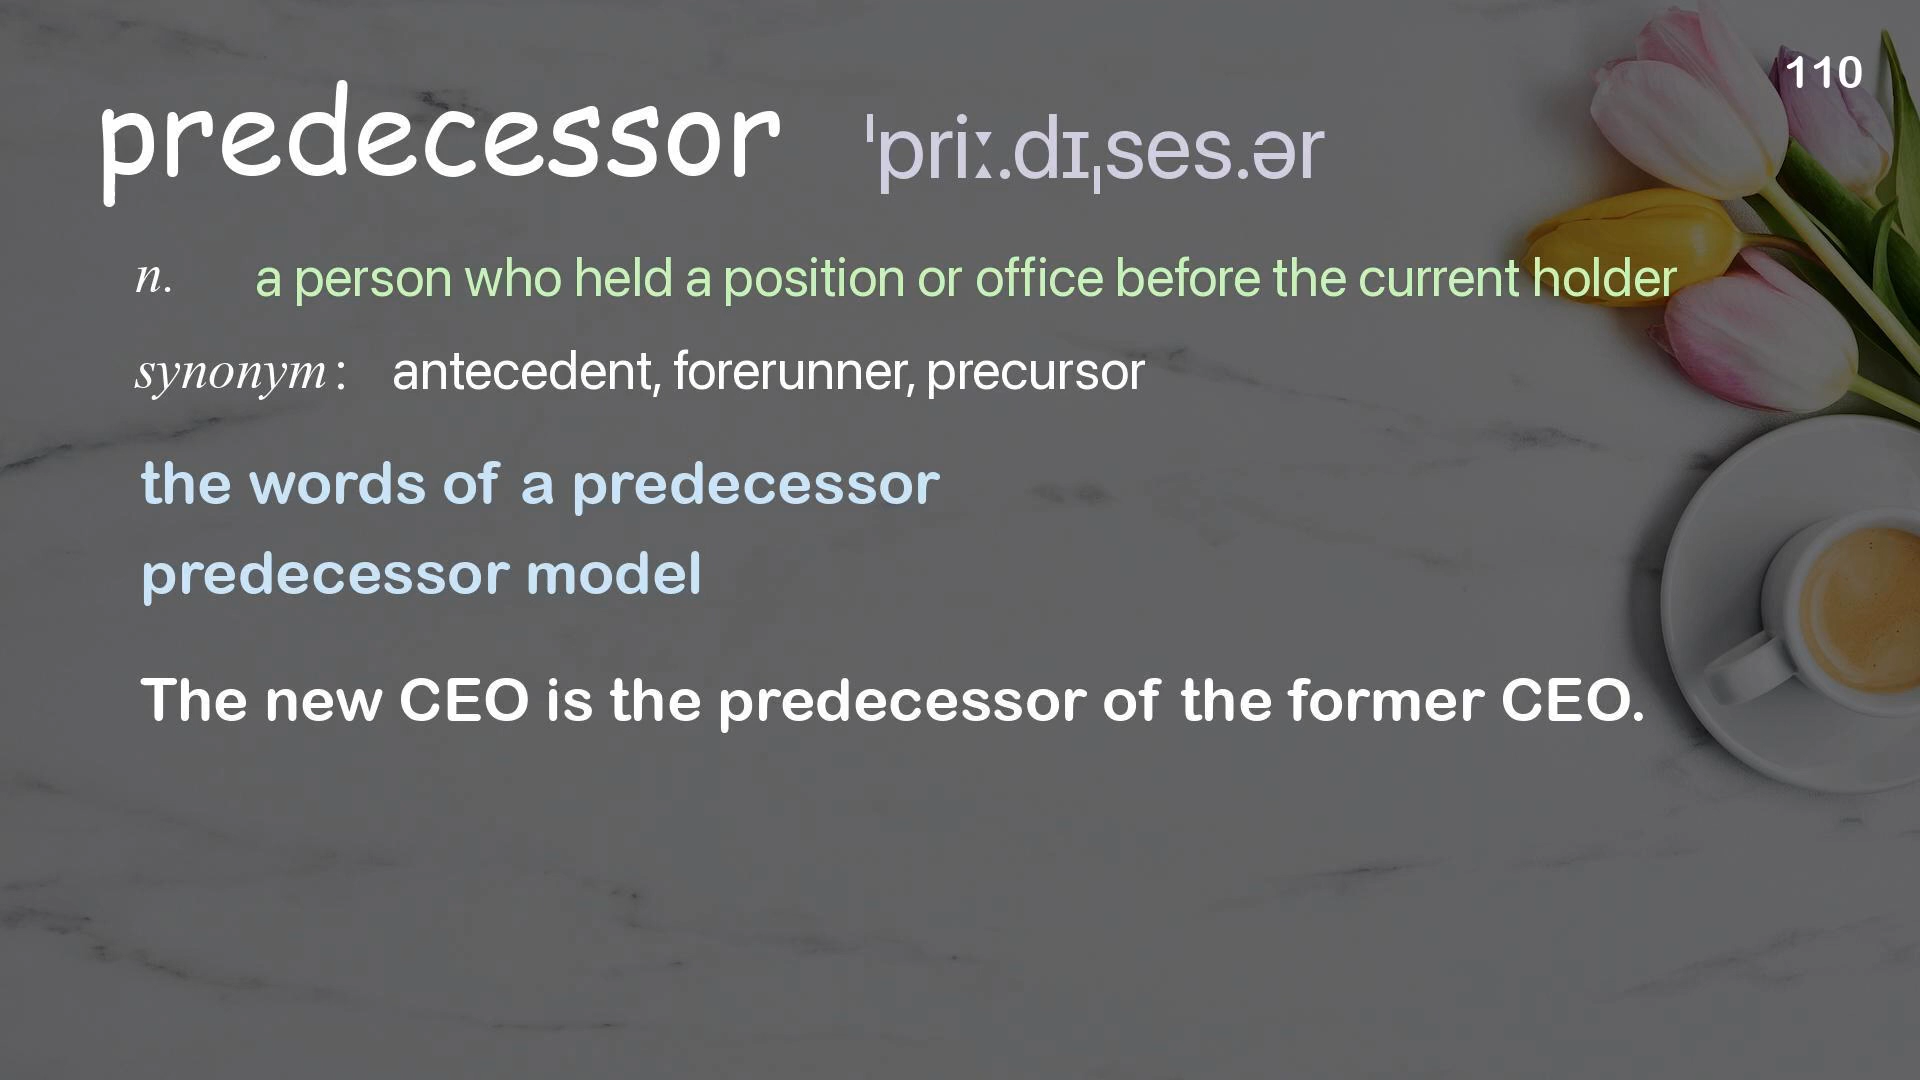 110
predecessor ˈpriː.dɪˌses.ər
n. a person who held a position or office before the current holder
synonym : antecedent, forerunner, precursor
the words of a predecessor
predecessor model
The new CEO is the predecessor of the former CEO.